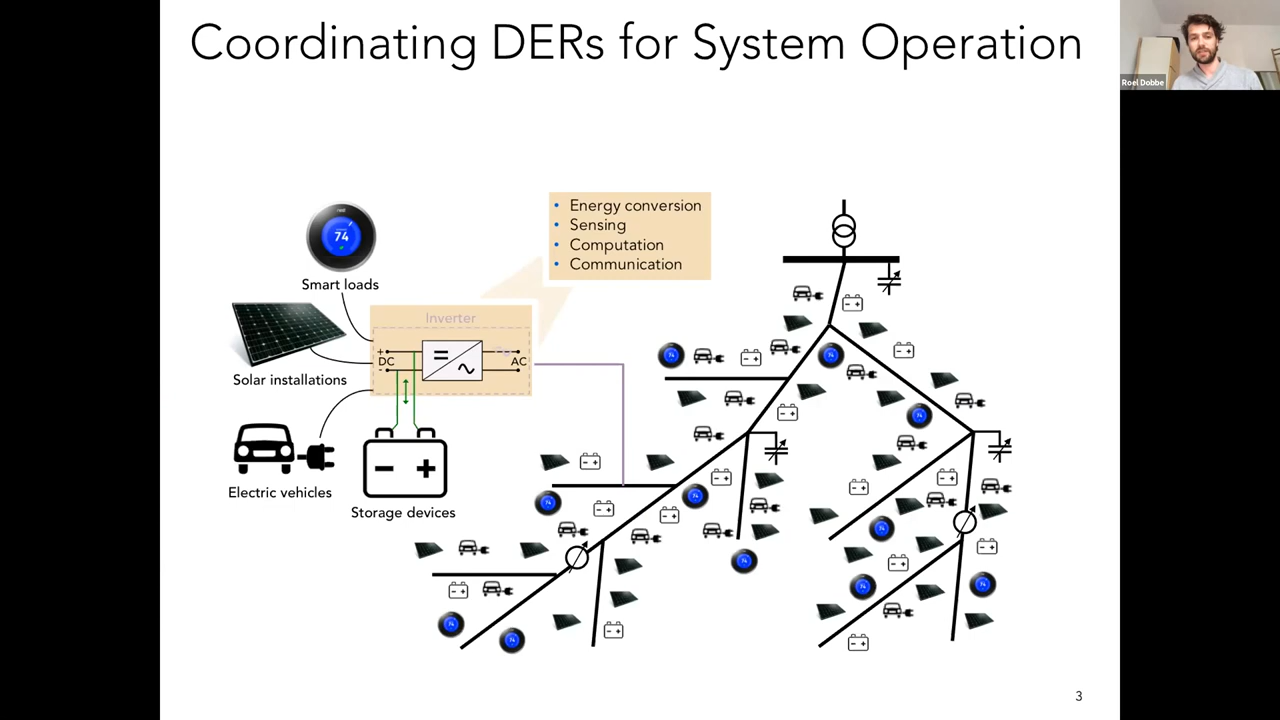 Coordinating DERs for System Operation
Roel Dobbe
• Energy conversion
• Sensing
• Computation
• Communication
74
Smart loads
Inverter
+
DC
-
AC
Solar installations
Electric vehicles
Storage devices
3